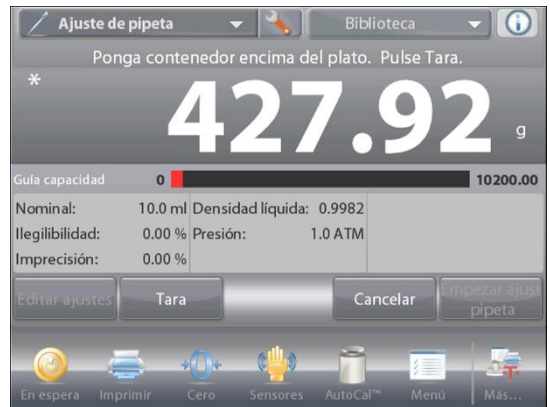 Ajuste de pipeta Biblioteca
Ponga contenedor encima del plato. Pulse Tara.
* 427.92 g
Guía capacidad 0 10200.00
Nominal: 10.0 ml Densidad líquida: 0.9982
Ilegibilidad: 0.00 % Presión: 1.0 ATM
Imprecisión: 0.00 %
Editar ajustes Tara Cancelar Empezar ajust
pipeta
En espera Imprimir Cero Sensores AutoCal™ Menú Más...